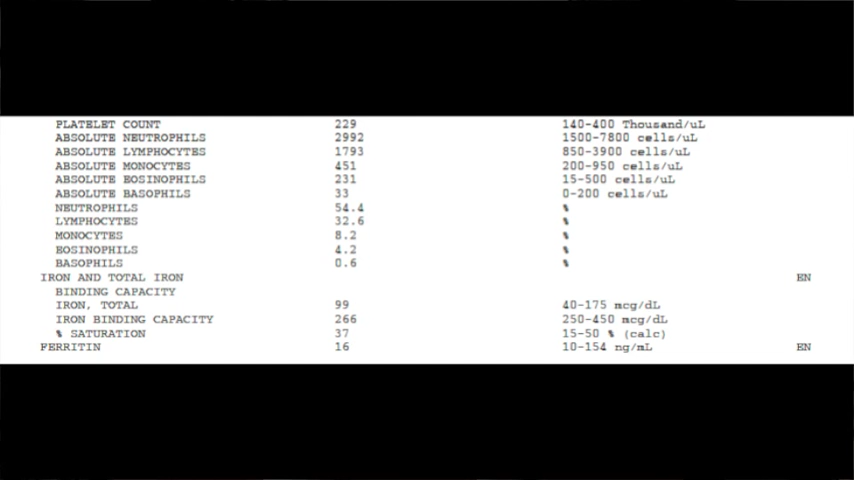 PLATELET COUNT 229 140-400 Thousand/uL
ABSOLUTE NEUTROPHILS 2992 1500-7800 cells/uL
ABSOLUTE LYMPHOCYTES 1793 850-3900 cells/uL
ABSOLUTE MONOCYTES 451 200-950 cells/uL
ABSOLUTE EOSINOPHILS 231 15-500 cells/uL
ABSOLUTE BASOPHILS 33 0-200 cells/uL
NEUTROPHILS 54.4 %
LYMPHOCYTES 32.6 %
MONOCYTES 8.2 %
EOSINOPHILS 4.2 %
BASOPHILS 0.6 %
IRON AND TOTAL IRON EN
BINDING CAPACITY
IRON, TOTAL 99 40-175 mcg/dL
IRON BINDING CAPACITY 266 250-450 mcg/dL
% SATURATION 37 15-50 % (calc)
FERRITIN 16 10-154 ng/mL EN